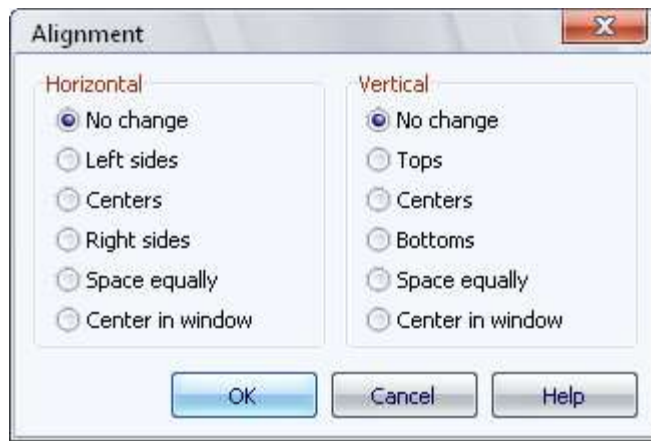 Alignment
Horizontal
No change
Left sides
Centers
Right sides
Space equally
Center in window
Vertical
No change
Tops
Centers
Bottoms
Space equally
Center in window
OK
Cancel
Help